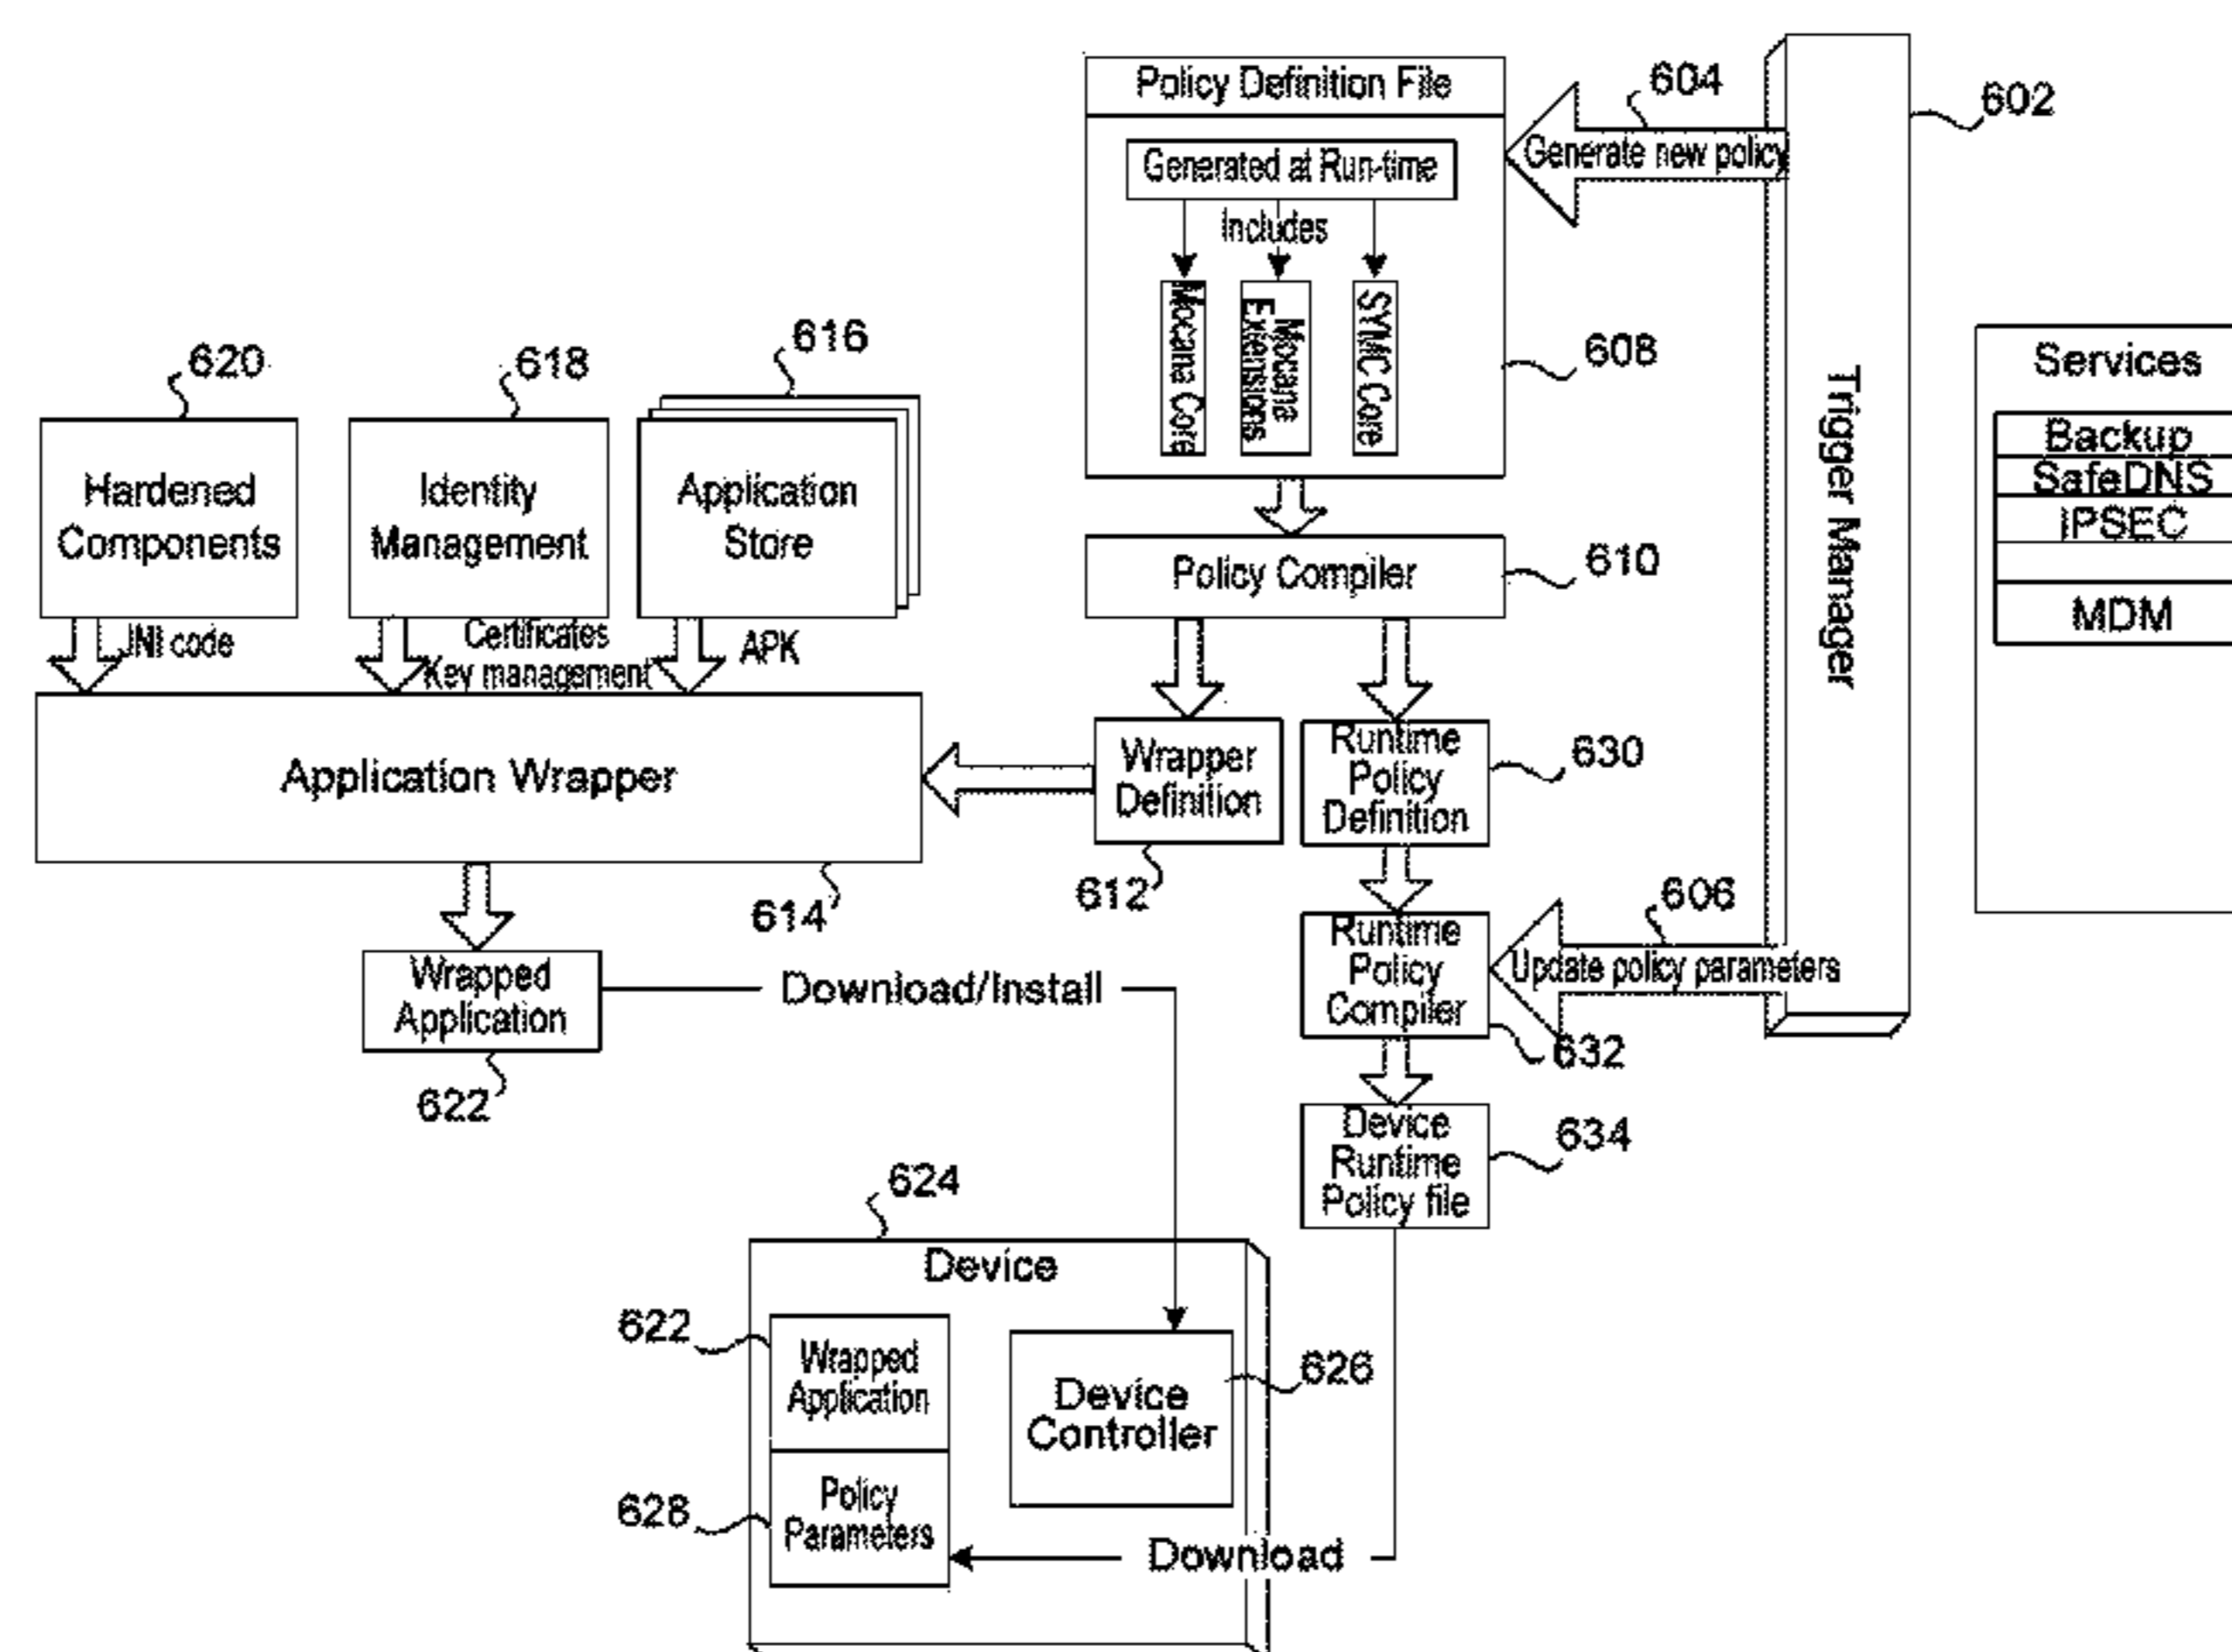 Policy Definition File
604
602
Generated at Run-time
Generate new policy
Includes
Mocana Core
Mocana
Extensions
SYMC Core
608
Trigger Manager
Services
Backup
SafeDNS
IPSEC
MDM
620
618
616
Hardened
Components
Identity
Management
Application
Store
Policy Compiler
610
JNI code
Certificates
Key management
APK
Application Wrapper
Wrapper
Definition
Runtime
Policy
Definition
630
614
612
606
Wrapped
Application
Download/Install
Runtime
Policy
Compiler
Update policy parameters
632
622
Device
Runtime
Policy file
634
624
Device
622
Wrapped
Application
Device
Controller
626
628
Policy
Parameters
Download